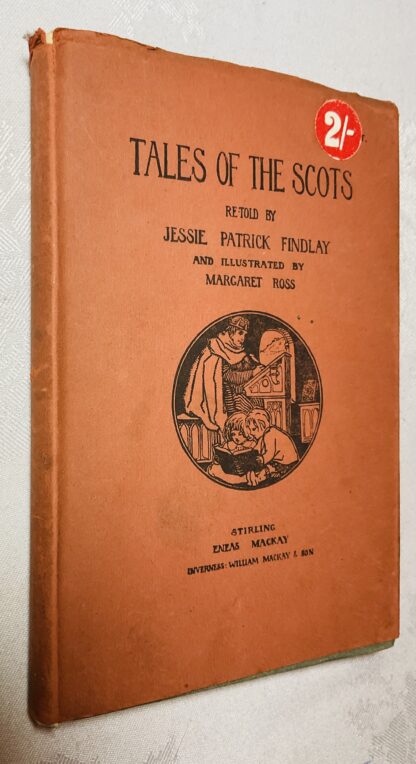 2/-
TALES OF THE SCOTS
RE-TOLD BY
JESSIE PATRICK FINDLAY
AND ILLUSTRATED BY
MARGARET ROSS
STIRLING
ENEAS MACKAY
INVERNESS: WILLIAM MACKAY & SON